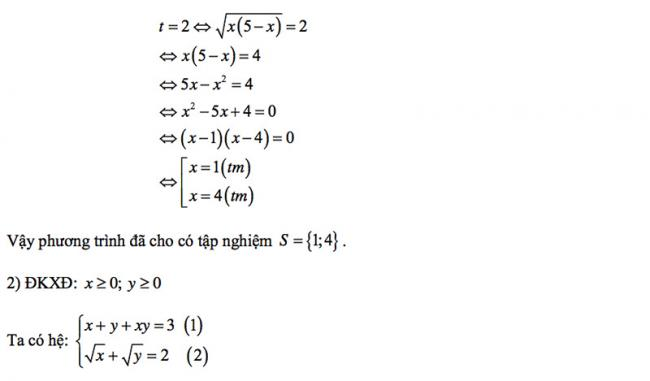 t = 2 ⇔ √(x(5−x)) = 2
⇔ x(5−x) = 4
⇔ 5x − x² = 4
⇔ x² − 5x + 4 = 0
⇔ (x−1)(x−4) = 0
⇔ [ x = 1 (tm)
x = 4 (tm)
Vậy phương trình đã cho có tập nghiệm S = {1;4}.
2) ĐKXĐ: x ≥ 0; y ≥ 0
Ta có hệ: { x + y + xy = 3 (1)
√x + √y = 2 (2)